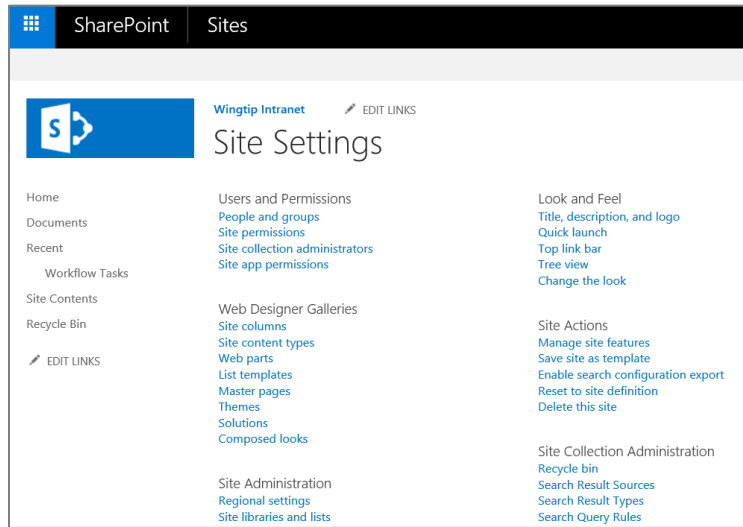 SharePoint Sites
Wingtip Intranet EDIT LINKS
S
Site Settings
Home
Documents
Recent
Workflow Tasks
Site Contents
Recycle Bin
EDIT LINKS
Users and Permissions
People and groups
Site permissions
Site collection administrators
Site app permissions
Web Designer Galleries
Site columns
Site content types
Web parts
List templates
Master pages
Themes
Solutions
Composed looks
Site Administration
Regional settings
Site libraries and lists
Look and Feel
Title, description, and logo
Quick launch
Top link bar
Tree view
Change the look
Site Actions
Manage site features
Save site as template
Enable search configuration export
Reset to site definition
Delete this site
Site Collection Administration
Recycle bin
Search Result Sources
Search Result Types
Search Query Rules